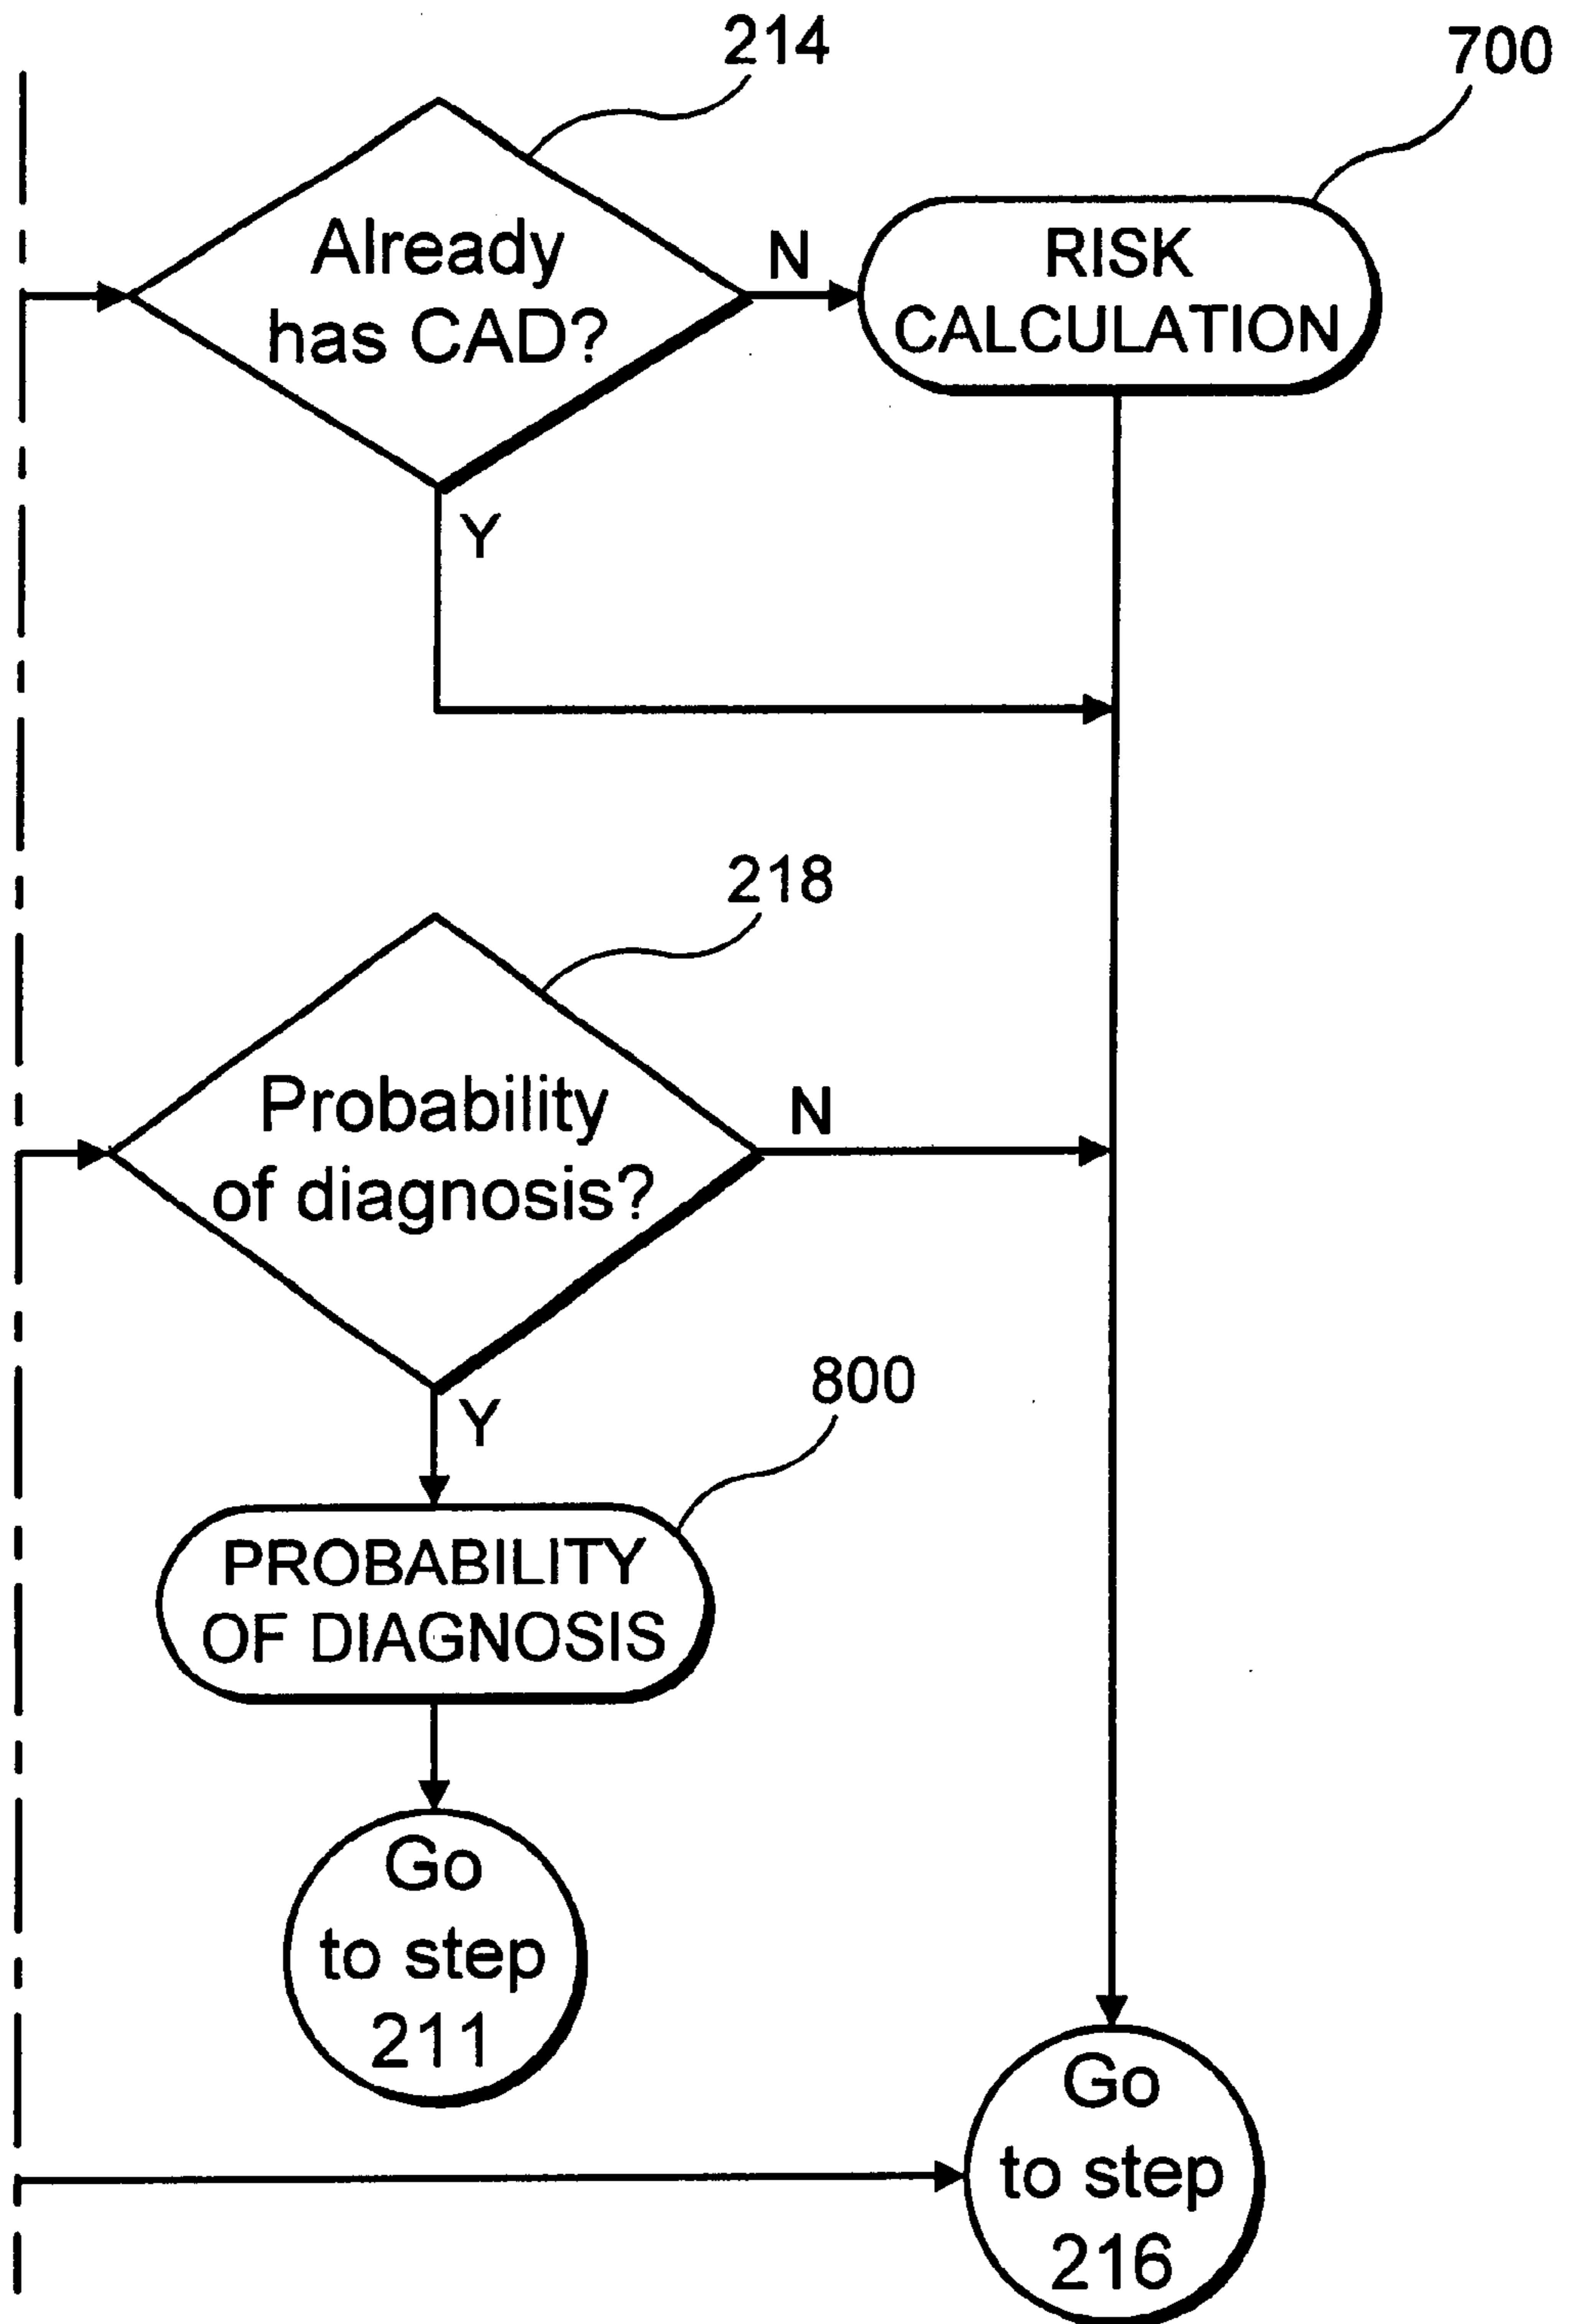 214
700
Already
has CAD?
N
RISK
CALCULATION
Y
218
Probability
of diagnosis?
N
Y
800
PROBABILITY
OF DIAGNOSIS
Go
to step
211
Go
to step
216